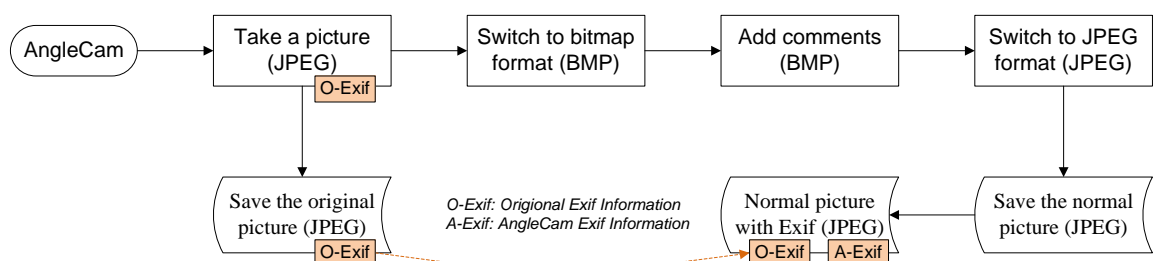 AngleCam
Take a picture
(JPEG)
O-Exif
Switch to bitmap
format (BMP)
Add comments
(BMP)
Switch to JPEG
format (JPEG)
Save the original
picture (JPEG)
O-Exif
O-Exif: Origional Exif Information
A-Exif: AngleCam Exif Information
Normal picture
with Exif (JPEG)
O-Exif
A-Exif
Save the normal
picture (JPEG)